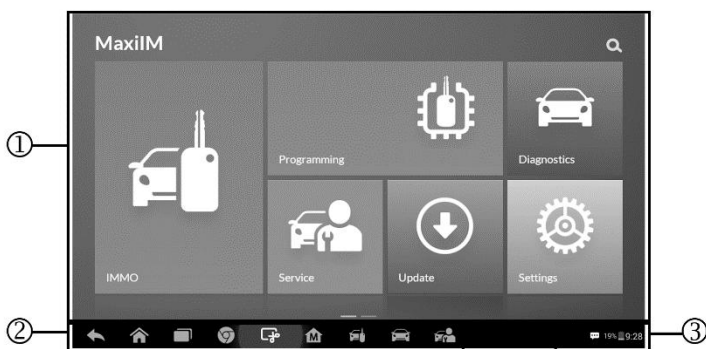 MaxiIM
①
Programming
Diagnostics
IMMO
Service
Update
Settings
②
19% 9:28
③